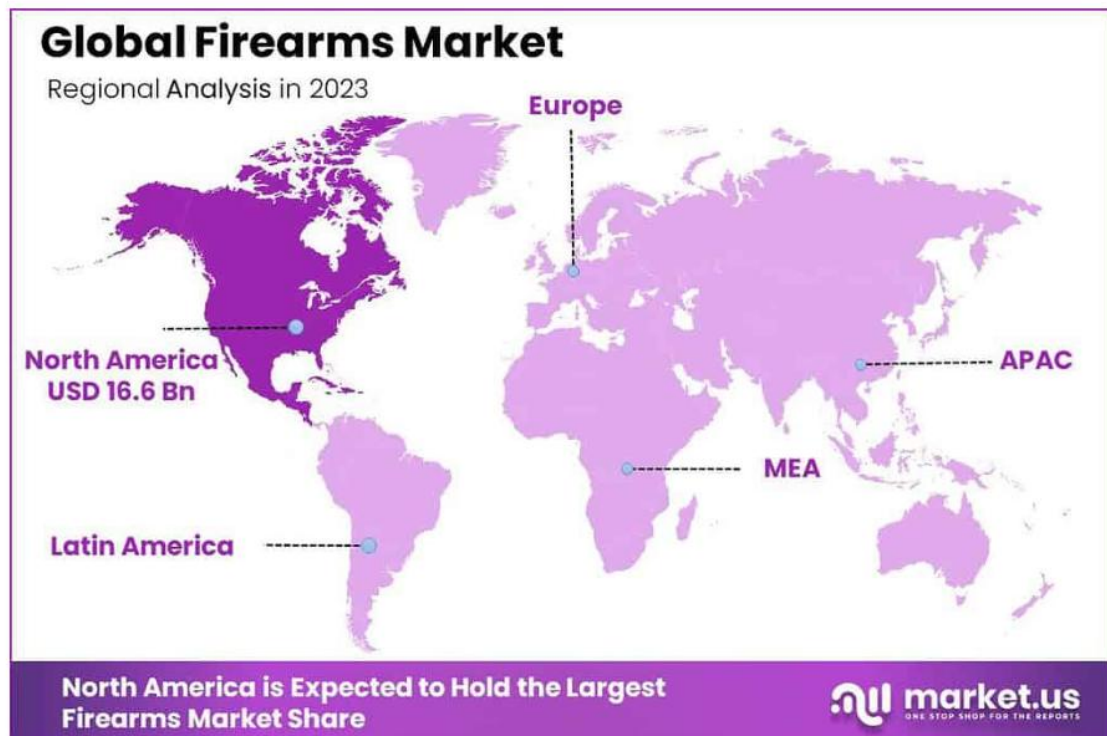 Global Firearms Market
Regional Analysis in 2023
Europe
North America
USD 16.6 Bn
APAC
MEA
Latin America
North America is Expected to Hold the Largest
Firearms Market Share
market.us
ONE STOP SHOP FOR THE REPORTS